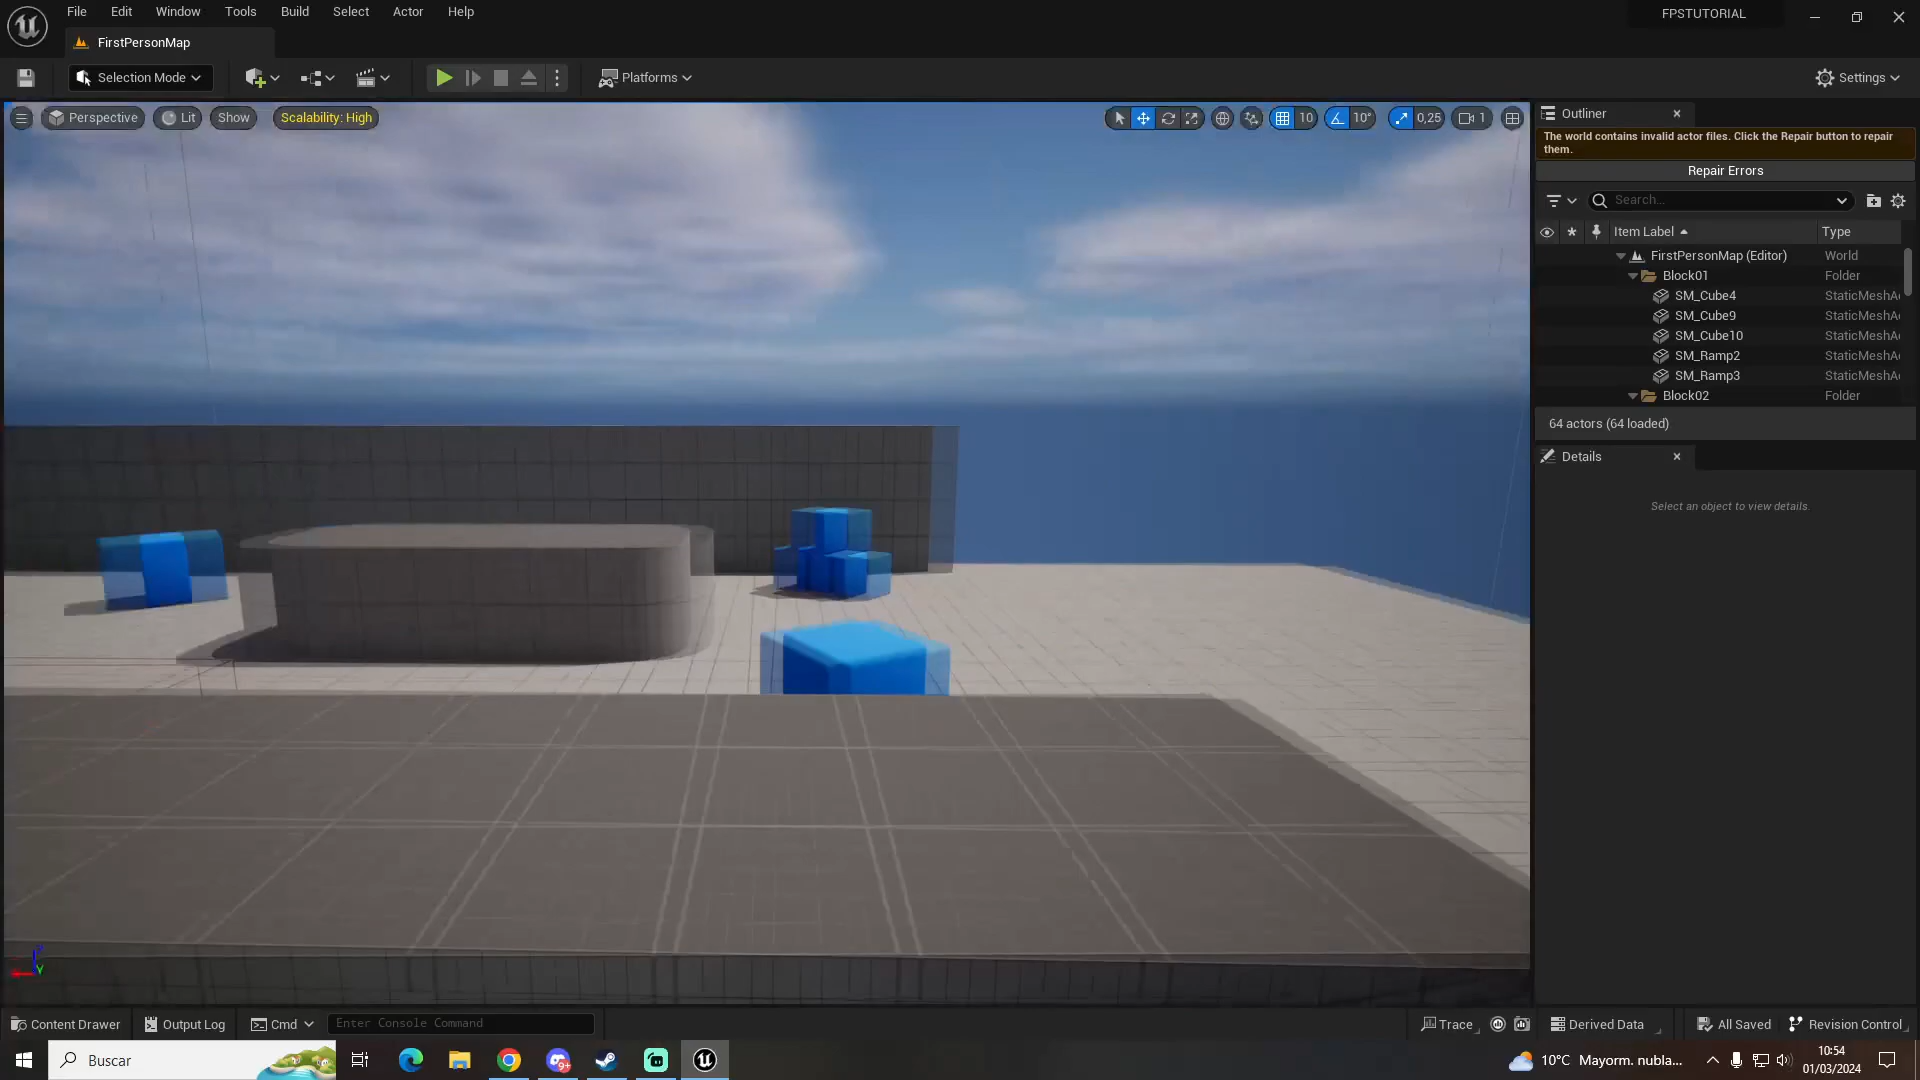 File Edit Window Tools Build Select Actor Help
FPSTUTORIAL
FirstPersonMap
Selection Mode
Platforms
Settings
Perspective
Lit
Show
Scalability: High
10
10°
0,25
1
Outliner
The world contains invalid actor files. Click the Repair button to repair
them.
Repair Errors
Search...
Item Label
Type
FirstPersonMap (Editor) World
Block01 Folder
SM_Cube4 StaticMeshA
SM_Cube9 StaticMeshA
SM_Cube10 StaticMeshA
SM_Ramp2 StaticMeshA
SM_Ramp3 StaticMeshA
Block02 Folder
64 actors (64 loaded)
Details
Select an object to view details.
Content Drawer
Output Log
Cmd
Enter Console Command
Trace
Derived Data
All Saved
Revision Control
Buscar
9+
10°C Mayorm. nubla...
10:54
01/03/2024